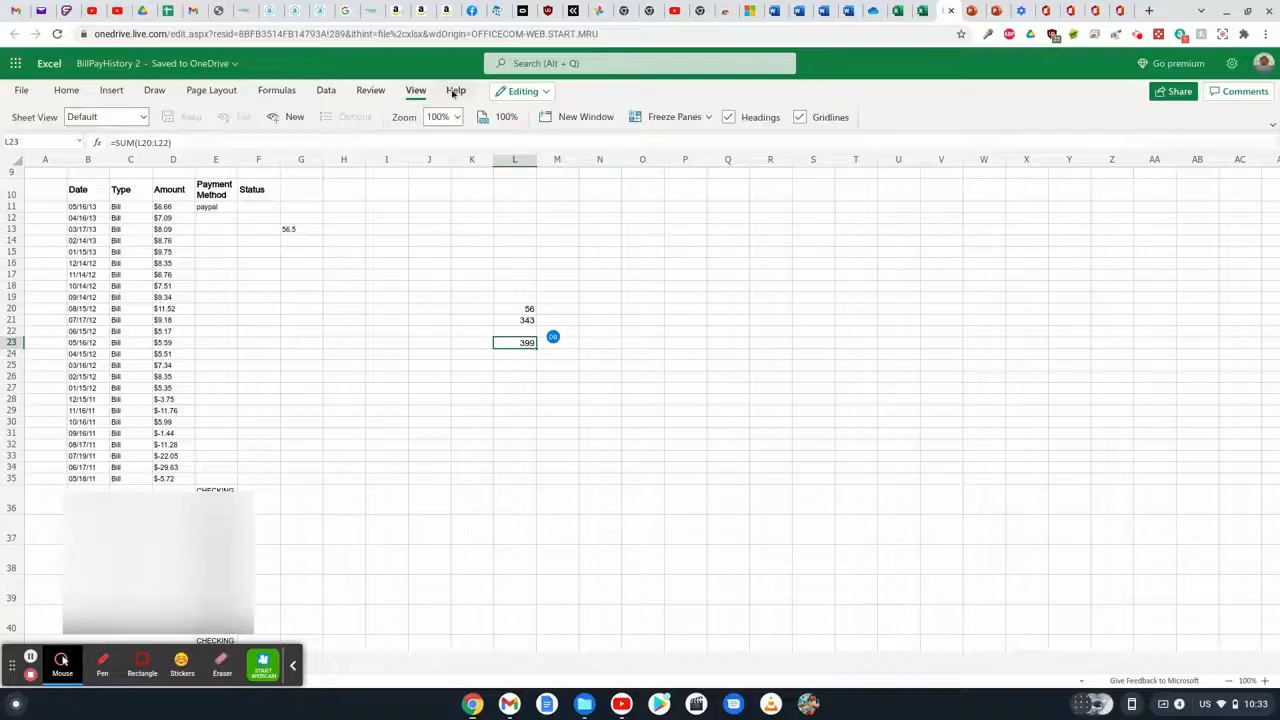 onedrive.live.com/edit.aspx?resid=8BFB3514FB14793A!289&ithint=file%2cxlsx&wdOrigin=OFFICECOM-WEB.START.MRU
Excel BillPayHistory 2 - Saved to OneDrive Search (Alt + Q) Go premium
File Home Insert Draw Page Layout Formulas Data Review View Help Editing Share Comments
Sheet View Default Keep Exit New Options Zoom 100% 100% New Window Freeze Panes Headings Gridlines
L23 fx =SUM(L20:L22)
A B C D E F G H I J K L M N O P Q R S T U V W X Y Z AA AB AC
9
10 Date Type Amount Payment Method Status
11 05/16/13 Bill $6.66 paypal
12 04/16/13 Bill $7.09
13 03/17/13 Bill $8.09 56.5
14 02/14/13 Bill $8.76
15 01/15/13 Bill $9.75
16 12/14/12 Bill $8.35
17 11/14/12 Bill $6.76
18 10/14/12 Bill $7.51
19 09/14/12 Bill $9.34
20 08/15/12 Bill $11.52 56
21 07/17/12 Bill $9.18 343
22 06/15/12 Bill $5.17
23 05/16/12 Bill $5.59 399 DB
24 04/15/12 Bill $5.51
25 03/16/12 Bill $7.34
26 02/15/12 Bill $8.35
27 01/15/12 Bill $5.35
28 12/15/11 Bill $-3.75
29 11/16/11 Bill $-11.76
30 10/16/11 Bill $5.99
31 09/16/11 Bill $-1.44
32 08/17/11 Bill $-11.28
33 07/19/11 Bill $-22.05
34 06/17/11 Bill $-29.63
35 05/18/11 Bill $-5.72
CHECKING
36
37
38
39
40
CHECKING
Mouse Pen Rectangle Stickers Eraser START WEBCAM
Give Feedback to Microsoft 100%
US 4 10:33